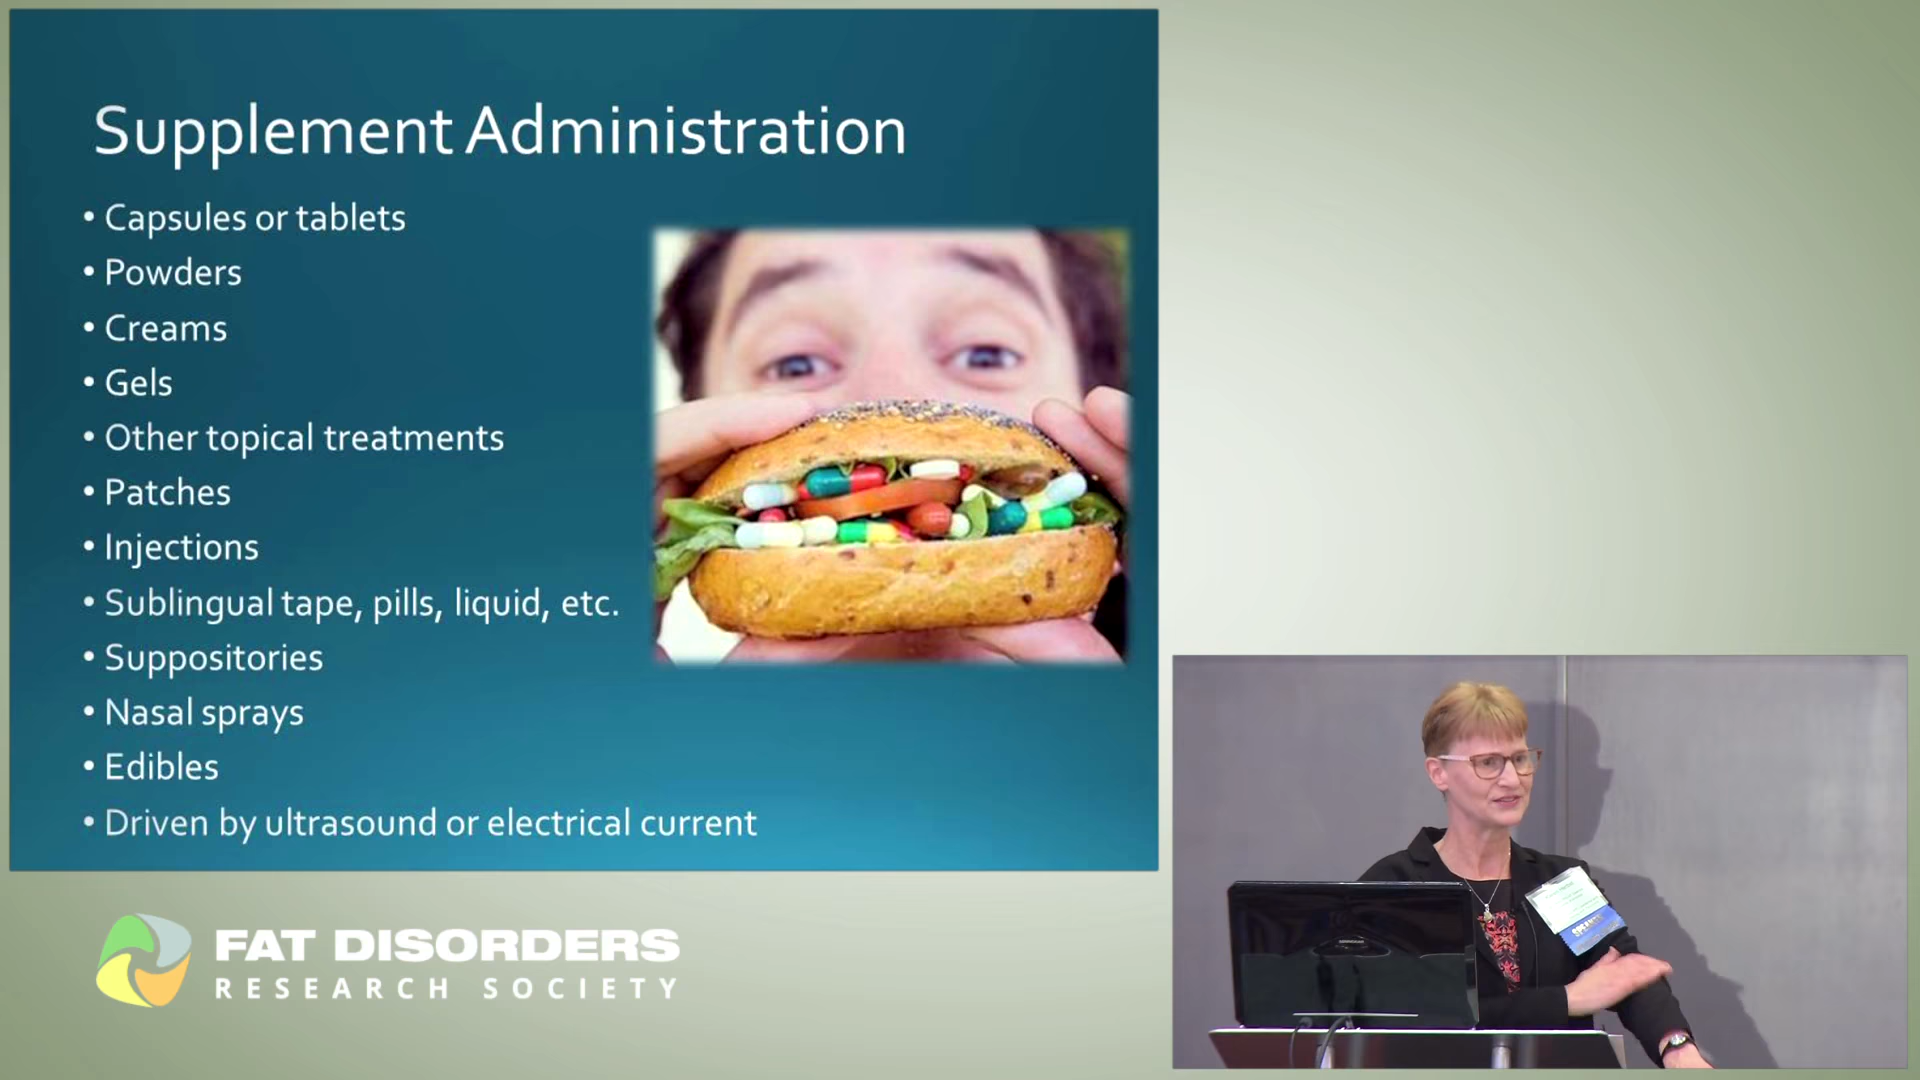 Supplement Administration
• Capsules or tablets
• Powders
• Creams
• Gels
• Other topical treatments
• Patches
• Injections
• Sublingual tape, pills, liquid, etc.
• Suppositories
• Nasal sprays
• Edibles
• Driven by ultrasound or electrical current
FAT DISORDERS
RESEARCH SOCIETY
SPEAKER